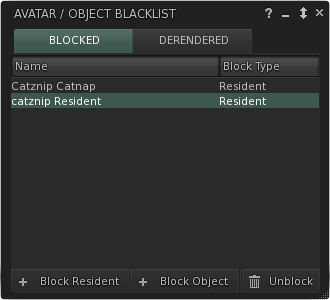 AVATAR / OBJECT BLACKLIST ?
BLOCKED DERENDERED
Name Block Type
Catznip Catnap Resident
catznip Resident Resident
+ Block Resident + Block Object Unblock